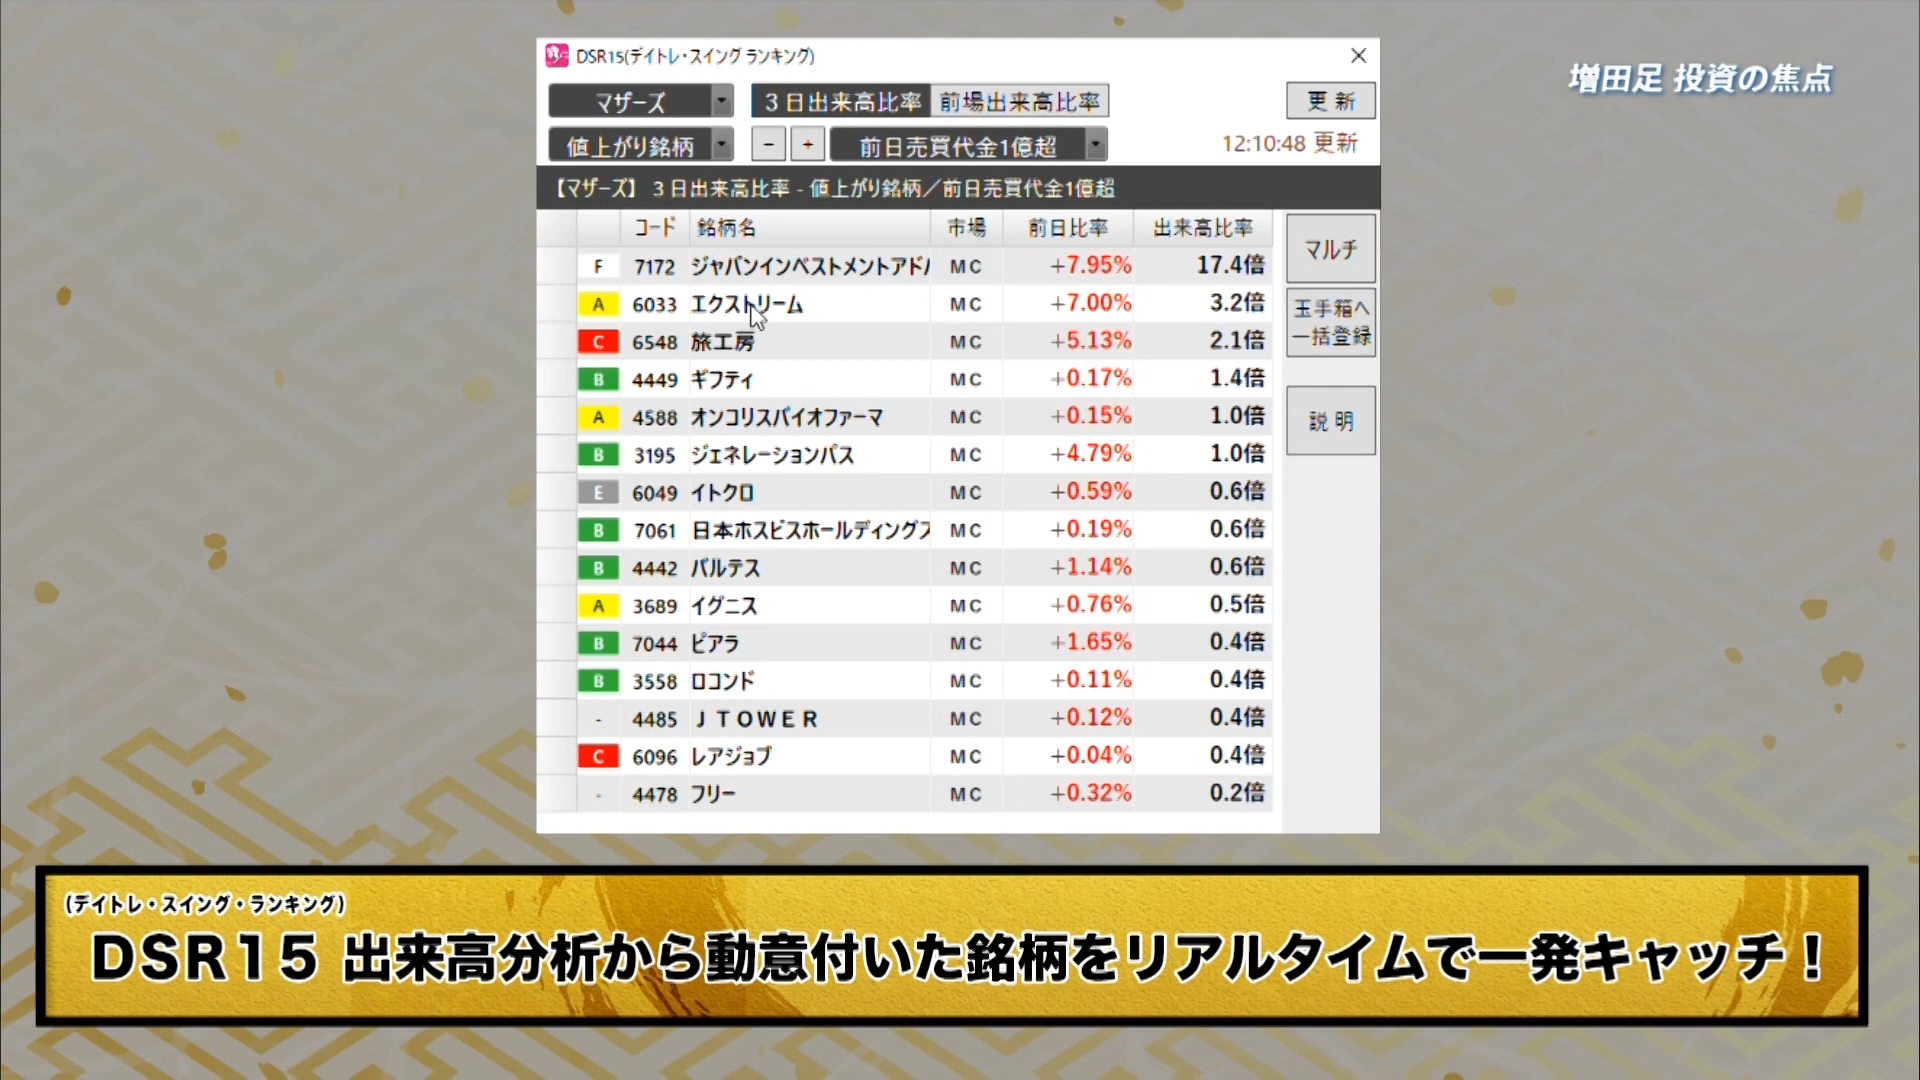 DSR15(デイトレ・スイング ランキング)
増田足 投資の焦点
マザーズ ３日出来高比率 前場出来高比率 更新
値上がり銘柄 - + 前日売買代金1億超 12:10:48 更新
【マザーズ】 ３日出来高比率 - 値上がり銘柄／前日売買代金1億超
コード 銘柄名 市場 前日比率 出来高比率
マルチ
F 7172 ジャパンインベストメントアド MC +7.95% 17.4倍
A 6033 エクストリーム MC +7.00% 3.2倍
玉手箱へ
一括登録
C 6548 旅工房 MC +5.13% 2.1倍
B 4449 ギフティ MC +0.17% 1.4倍
A 4588 オンコリスバイオファーマ MC +0.15% 1.0倍
説明
B 3195 ジェネレーションパス MC +4.79% 1.0倍
E 6049 イトクロ MC +0.59% 0.6倍
B 7061 日本ホスピスホールディングス MC +0.19% 0.6倍
B 4442 バルテス MC +1.14% 0.6倍
A 3689 イグニス MC +0.76% 0.5倍
B 7044 ピアラ MC +1.65% 0.4倍
B 3558 ロコンド MC +0.11% 0.4倍
- 4485 ＪＴＯＷＥＲ MC +0.12% 0.4倍
C 6096 レアジョブ MC +0.04% 0.4倍
- 4478 フリー MC +0.32% 0.2倍
(デイトレ・スイング・ランキング)
DSR15 出来高分析から動意付いた銘柄をリアルタイムで一発キャッチ！